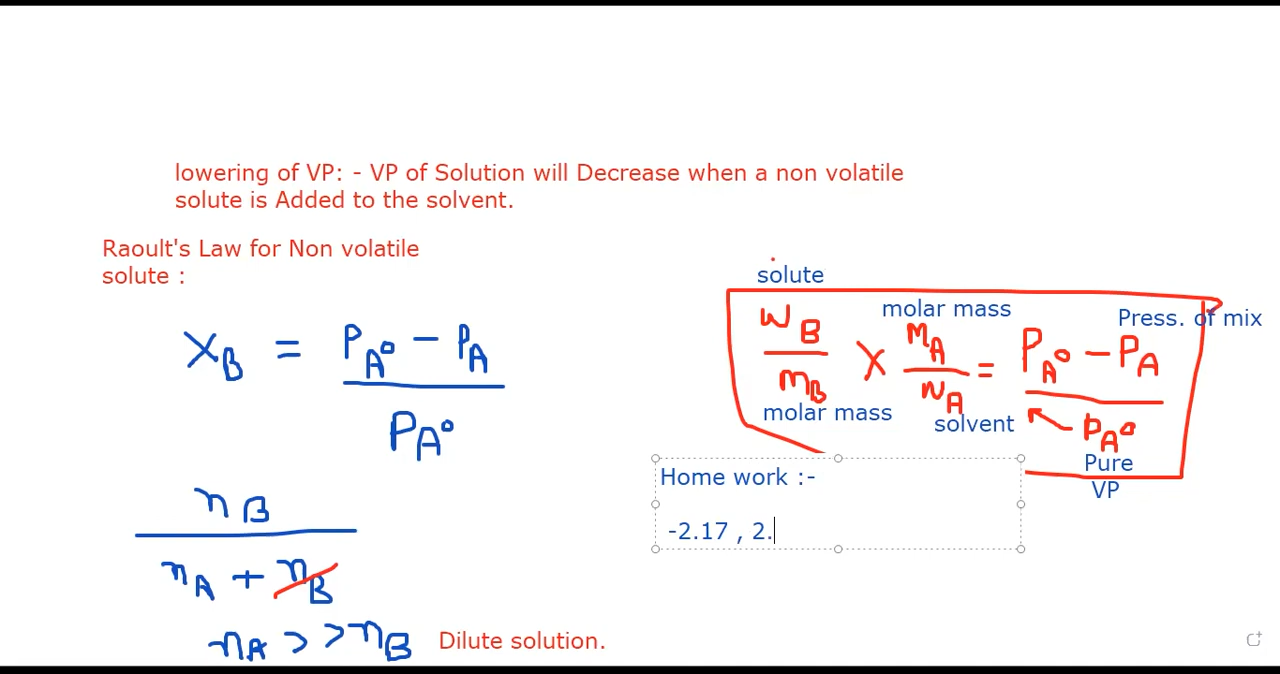 lowering of VP: - VP of Solution will Decrease when a non volatile
solute is Added to the solvent.
Raoult's Law for Non volatile
solute :
X_B = P_A° - P_A
P_A°
n_B
n_A + n_B
n_A > > n_B Dilute solution.
solute
molar mass
Press. of mix
W_B × M_A = P_A° - P_A
m_B W_A P_A°
molar mass
solvent
Pure
VP
Home work :-
-2.17 , 2.